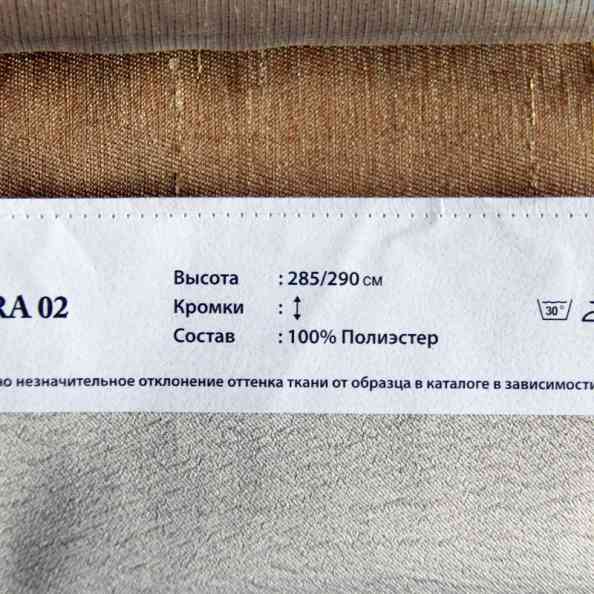 RA 02
Высота : 285/290 см
Кромки :
Состав : 100% Полиэстер
30°
незначительное отклонение оттенка ткани от образца в каталоге в зависимости